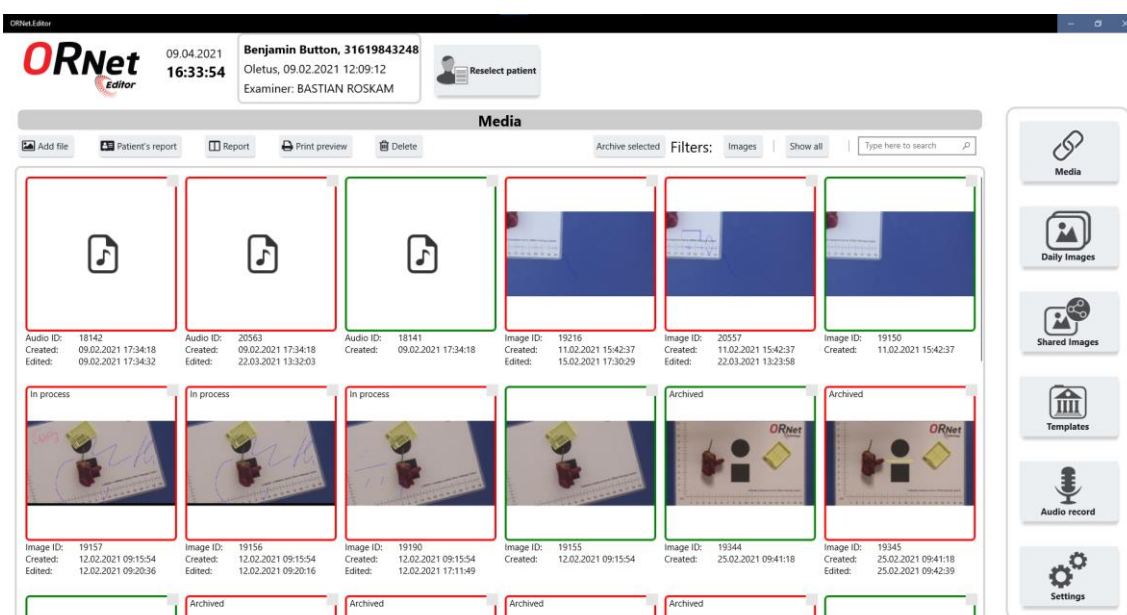 ORNet.Editor
ORNet
Editor
09.04.2021
16:33:54
Benjamin Button, 31619843248
Oletus, 09.02.2021 12:09:12
Examiner: BASTIAN ROSKAM
Reselect patient
Media
Add file
Patient's report
Report
Print preview
Delete
Archive selected
Filters:
Images
Show all
Type here to search
Audio ID: 18142
Created: 09.02.2021 17:34:18
Edited: 09.02.2021 17:34:32
Audio ID: 20563
Created: 09.02.2021 17:34:18
Edited: 22.03.2021 13:32:03
Audio ID: 18141
Created: 09.02.2021 17:34:18
Image ID: 19216
Created: 11.02.2021 15:42:37
Edited: 15.02.2021 17:30:29
Image ID: 20557
Created: 11.02.2021 15:42:37
Edited: 22.03.2021 13:23:58
Image ID: 19150
Created: 11.02.2021 15:42:37
In process
Image ID: 19157
Created: 12.02.2021 09:15:54
Edited: 12.02.2021 09:20:36
In process
Image ID: 19156
Created: 12.02.2021 09:15:54
Edited: 12.02.2021 09:20:16
In process
Image ID: 19190
Created: 12.02.2021 09:15:54
Edited: 12.02.2021 17:11:49
Image ID: 19155
Created: 12.02.2021 09:15:54
Archived
ORNet
Image ID: 19344
Created: 25.02.2021 09:41:18
Archived
ORNet
Image ID: 19345
Created: 25.02.2021 09:41:18
Edited: 25.02.2021 09:42:39
Archived
Archived
Archived
Archived
Media
Daily Images
Shared Images
Templates
Audio record
Settings